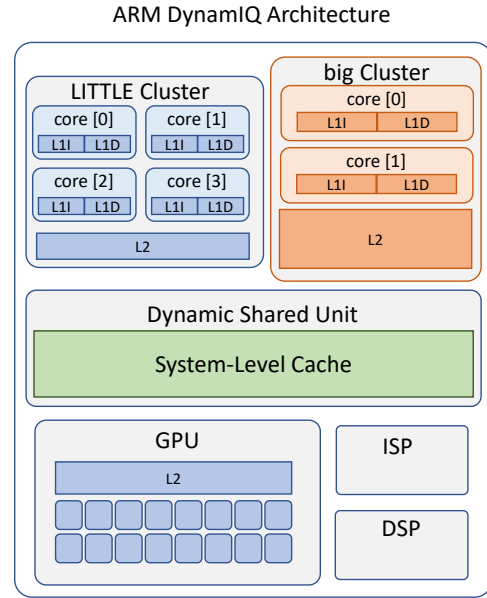 ARM DynamIQ Architecture
LITTLE Cluster
core [0]
L1I L1D
core [1]
L1I L1D
core [2]
L1I L1D
core [3]
L1I L1D
L2
big Cluster
core [0]
L1I L1D
core [1]
L1I L1D
L2
Dynamic Shared Unit
System-Level Cache
GPU
L2
ISP
DSP